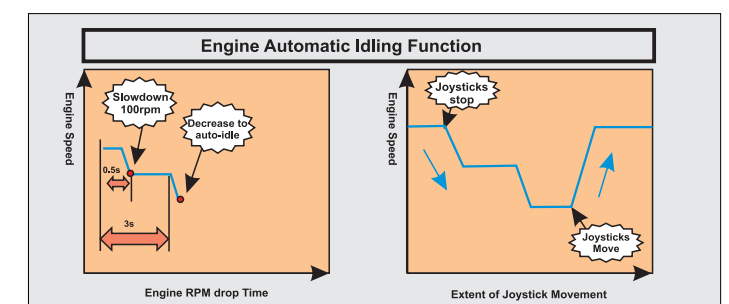 Engine Automatic Idling Function
Engine Speed
Slowdown
100rpm
Decrease to
auto-idle
0.5s
3s
Engine RPM drop Time
Engine Speed
Joysticks
stop
Joysticks
Move
Extent of Joystick Movement